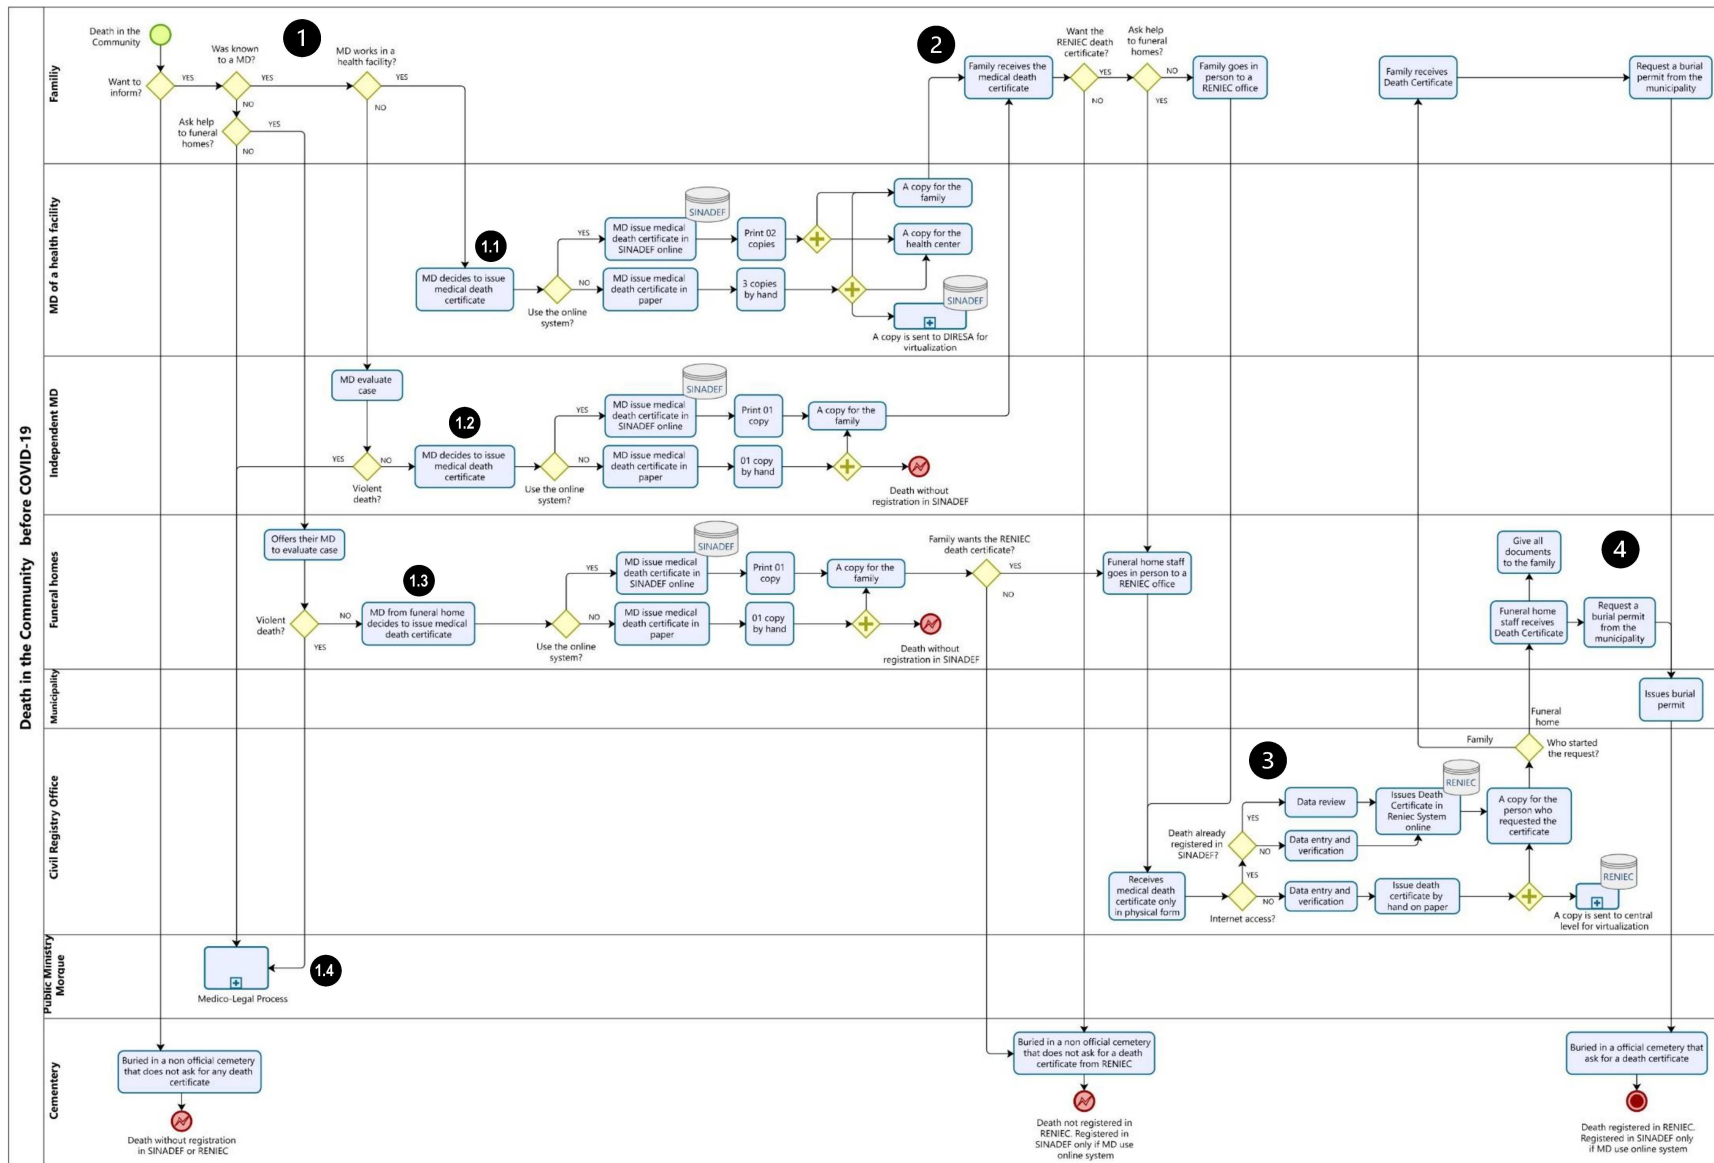 Death in the Community before COVID-19
Familiy
Death in the
Community
1
Want to
inform?
YES
Was known
to a MD?
YES
NO
MD works in a
health facility?
YES
NO
Ask help
to funeral
homes?
YES
NO
2
Family receives the
medical death
certificate
Want the
RENIEC death
certificate?
YES
NO
Ask help
to funeral
homes?
NO
YES
Family goes in
person to a
RENIEC office
Family receives
Death Certificate
Request a burial
permit from the
municipality
MD of a health facility
1.1
MD decides to issue
medical death
certificate
Use the online
system?
YES
NO
SINADEF
MD issue medical
death certificate in
SINADEF online
Print 02
copies
MD issue medical
death certificate in
paper
3 copies
by hand
A copy for the
family
A copy for the
health center
SINADEF
A copy is sent to DIRESA for
virtualization
Independent MD
MD evaluate
case
YES
NO
Violent
death?
1.2
MD decides to issue
medical death
certificate
Use the online
system?
YES
NO
SINADEF
MD issue medical
death certificate in
SINADEF online
Print 01
copy
A copy for the
family
MD issue medical
death certificate in
paper
01 copy
by hand
Death without
registration in SINADEF
Funeral homes
Offers their MD
to evaluate case
Violent
death?
NO
YES
1.3
MD from funeral home
decides to issue medical
death certificate
Use the online
system?
YES
NO
SINADEF
MD issue medical
death certificate in
SINADEF online
Print 01
copy
A copy for the
family
MD issue medical
death certificate in
paper
01 copy
by hand
Death without
registration in SINADEF
Family wants the RENIEC
death certificate?
YES
NO
Funeral home staff
goes in person to a
RENIEC office
Give all
documents
to the family
4
Funeral home
staff receives
Death Certificate
Request a
burial permit
from the
municipality
Municipality
Issues burial
permit
Funeral
home
Civil Registry Office
3
Family
Who started
the request?
Receives
medical death
certificate only
in physical form
Internet access?
YES
NO
Death already
registered in
SINADEF?
YES
NO
Data review
Data entry and
verification
RENIEC
Issues Death
Certificate in
Reniec System
online
A copy for the
person who
requested the
certificate
Data entry and
verification
Issue death
certificate by
hand on paper
RENIEC
A copy is sent to central
level for virtualization
Public Ministry
Morque
1.4
Medico-Legal Process
Cementery
Buried in a non official cemetery
that does not ask for any death
certificate
Death without registration
in SINADEF or RENIEC
Buried in a non official cemetery
that does not ask for a death
certificate from RENIEC
Death not registered in
RENIEC. Registered in
SINADEF only if MD use
online system
Buried in a official cemetery that
ask for a death certificate
Death registered in RENIEC.
Registered in SINADEF only
if MD use online system